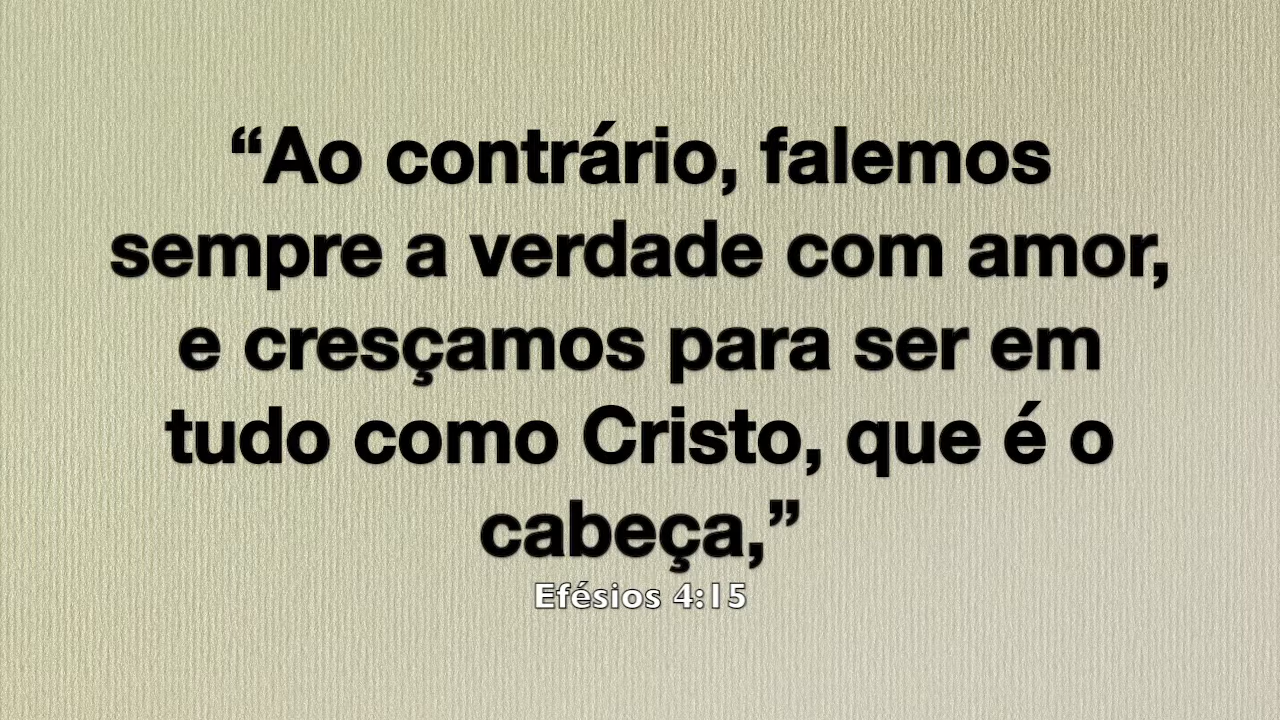 “Ao contrário, falemos
sempre a verdade com amor,
e cresçamos para ser em
tudo como Cristo, que é o
cabeça,”
Efésios 4:15